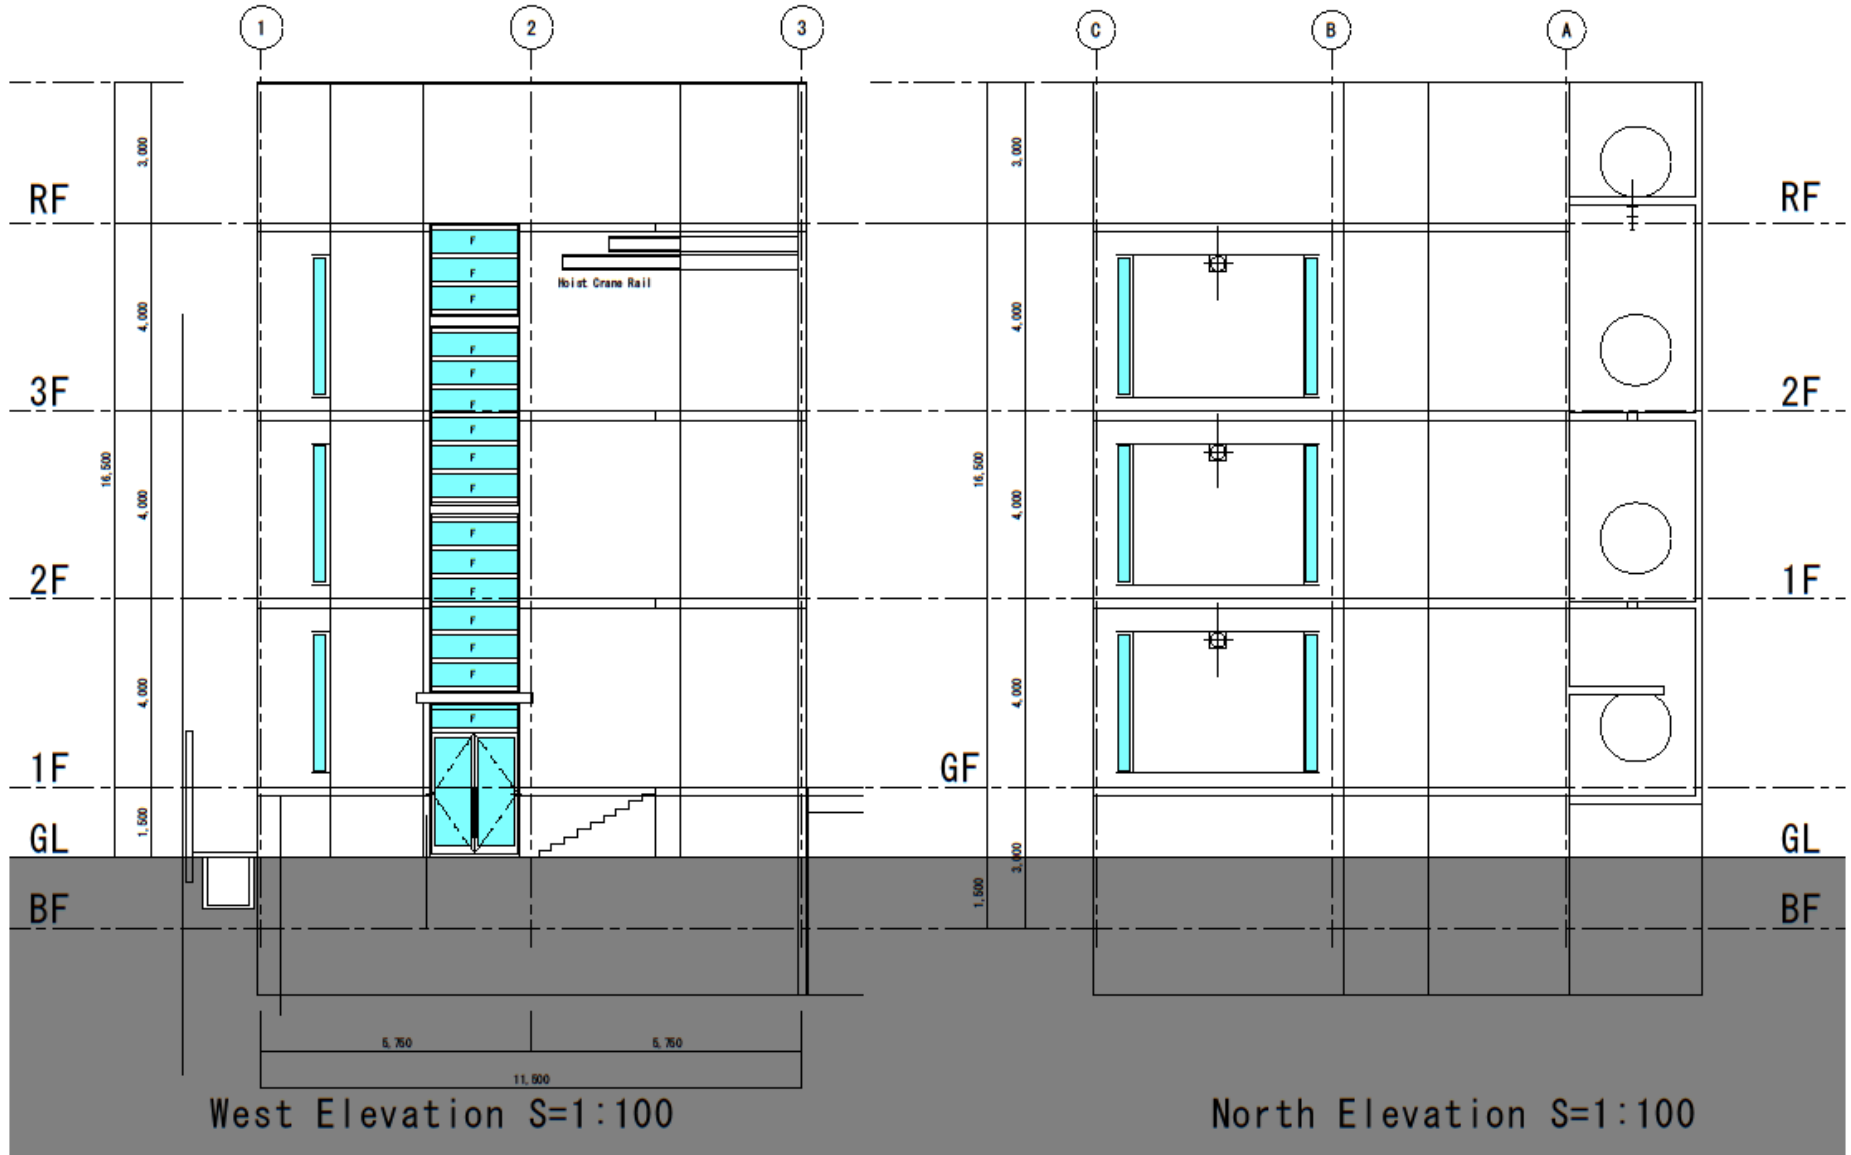 1
2
3
C
B
A
3,000
3,000
RF
RF
F
F
F
Hoist Crane Rail
4,000
4,000
F
F
3F
F
2F
F
16,500
F
16,500
F
4,000
4,000
F
F
2F
F
1F
F
F
F
4,000
4,000
F
1F
GF
1,500
GL
GL
3,000
1,500
BF
BF
5,750
5,750
11,500
West Elevation S=1:100
North Elevation S=1:100